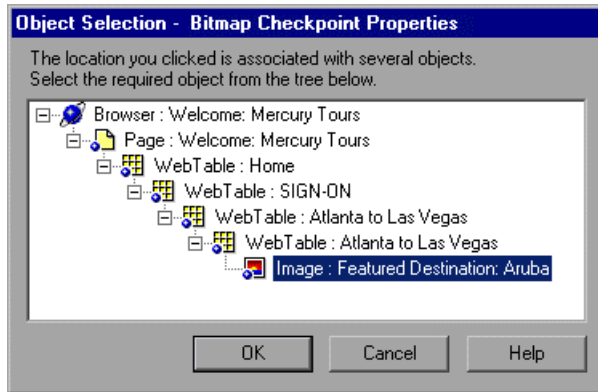 Object Selection - Bitmap Checkpoint Properties
The location you clicked is associated with several objects.
Select the required object from the tree below.
Browser : Welcome: Mercury Tours
Page : Welcome: Mercury Tours
WebTable : Home
WebTable : SIGN-ON
WebTable : Atlanta to Las Vegas
WebTable : Atlanta to Las Vegas
Image : Featured Destination: Aruba
OK Cancel Help